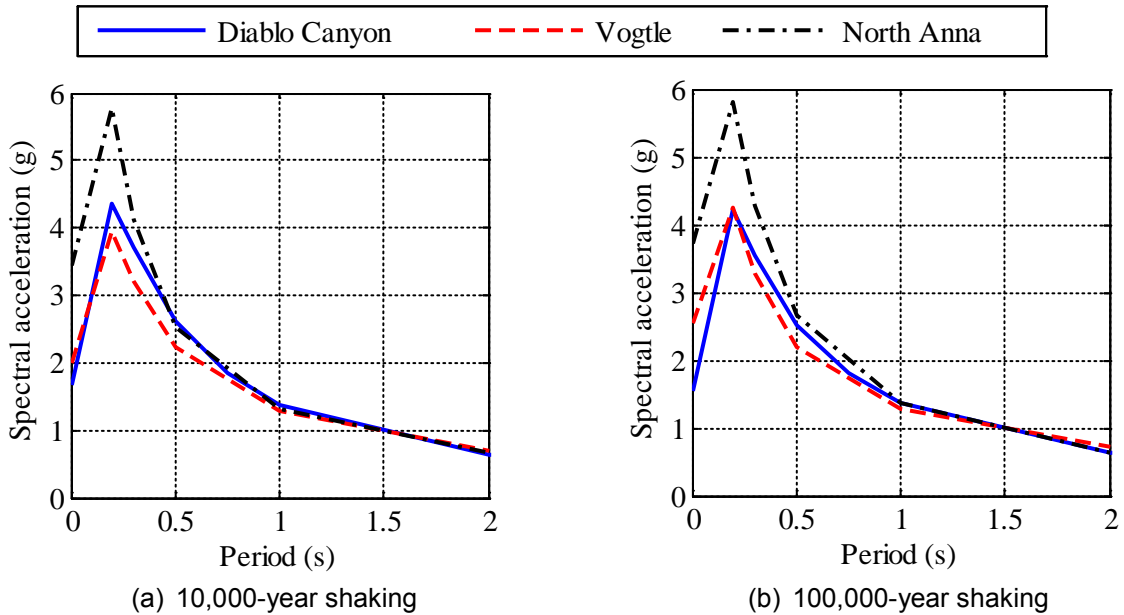 Diablo Canyon Vogtle North Anna
Spectral acceleration (g)
6
5
4
3
2
1
0
0 0.5 1 1.5 2
Period (s)
(a) 10,000-year shaking
Spectral acceleration (g)
6
5
4
3
2
1
0
0 0.5 1 1.5 2
Period (s)
(b) 100,000-year shaking